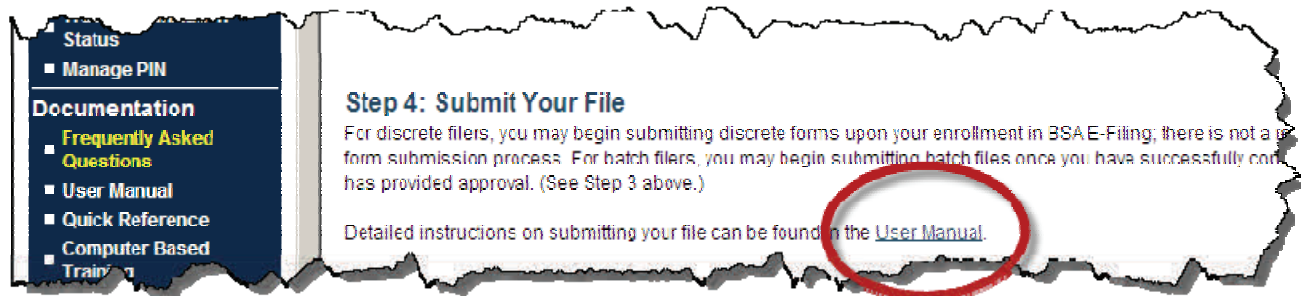 Status
Manage PIN
Documentation
Frequently Asked
Questions
User Manual
Quick Reference
Computer Based
Training
Step 4: Submit Your File
For discrete filers, you may begin submitting discrete forms upon your enrollment in BSA E-Filing; there is not a
form submission process. For batch filers, you may begin submitting batch files once you have successfully
has provided approval. (See Step 3 above.)
Detailed instructions on submitting your file can be found in the User Manual.